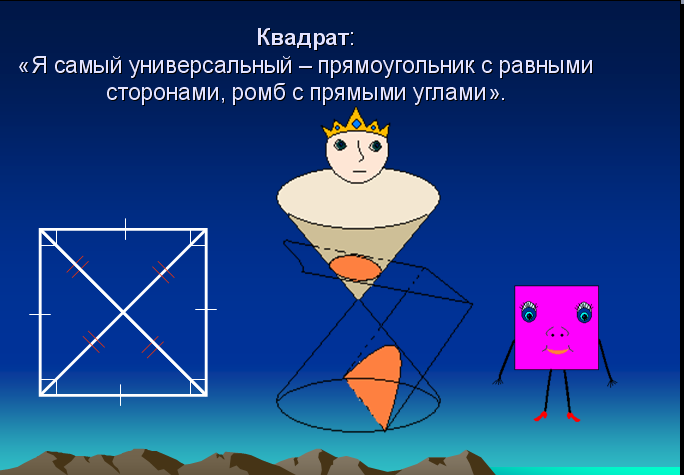 Квадрат:
«Я самый универсальный – прямоугольник с равными
сторонами, ромб с прямыми углами».